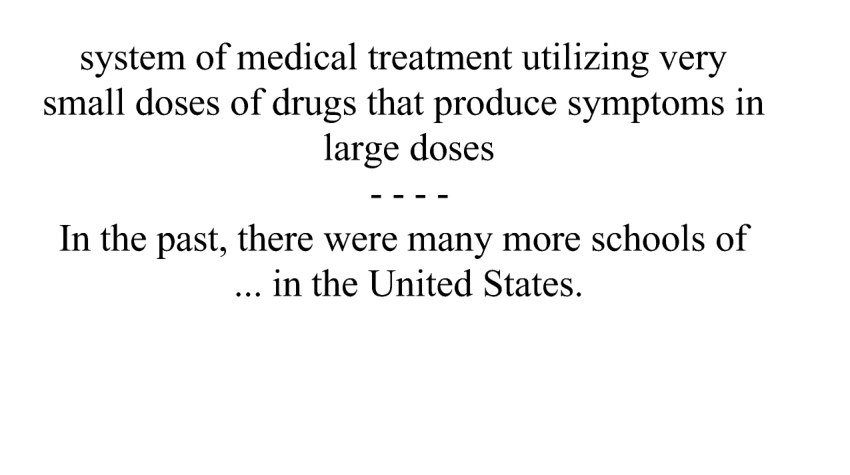 system of medical treatment utilizing very
small doses of drugs that produce symptoms in
large doses
- - - -
In the past, there were many more schools of
... in the United States.